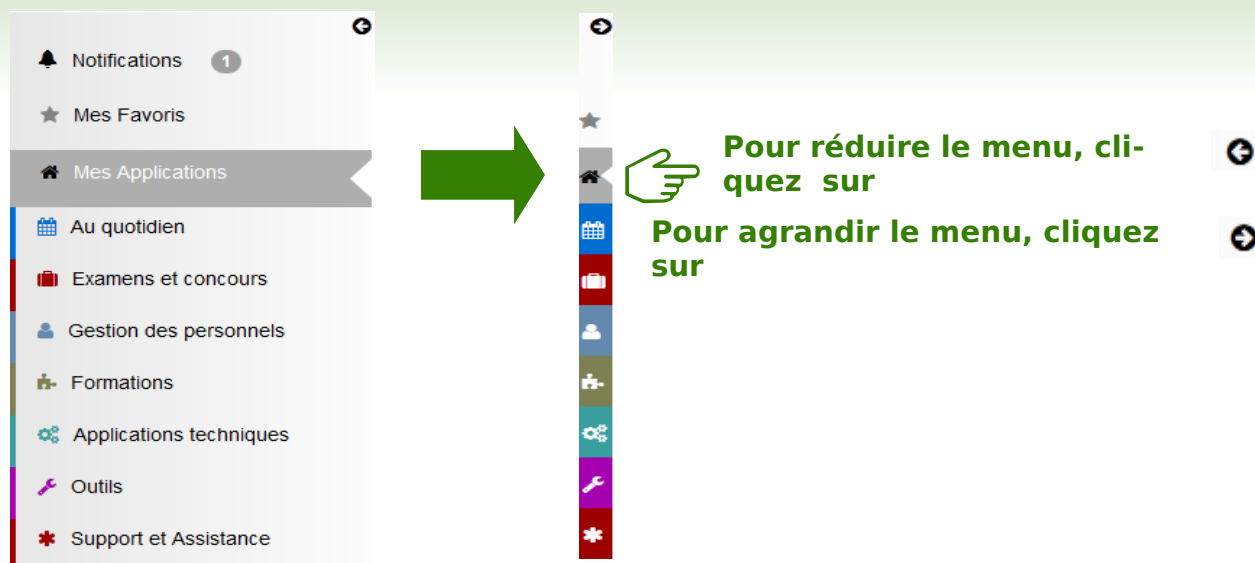 Notifications 1
Mes Favoris
Mes Applications
Au quotidien
Examens et concours
Gestion des personnels
Formations
Applications techniques
Outils
Support et Assistance
Pour réduire le menu, cli-
quez sur
Pour agrandir le menu, cliquez
sur